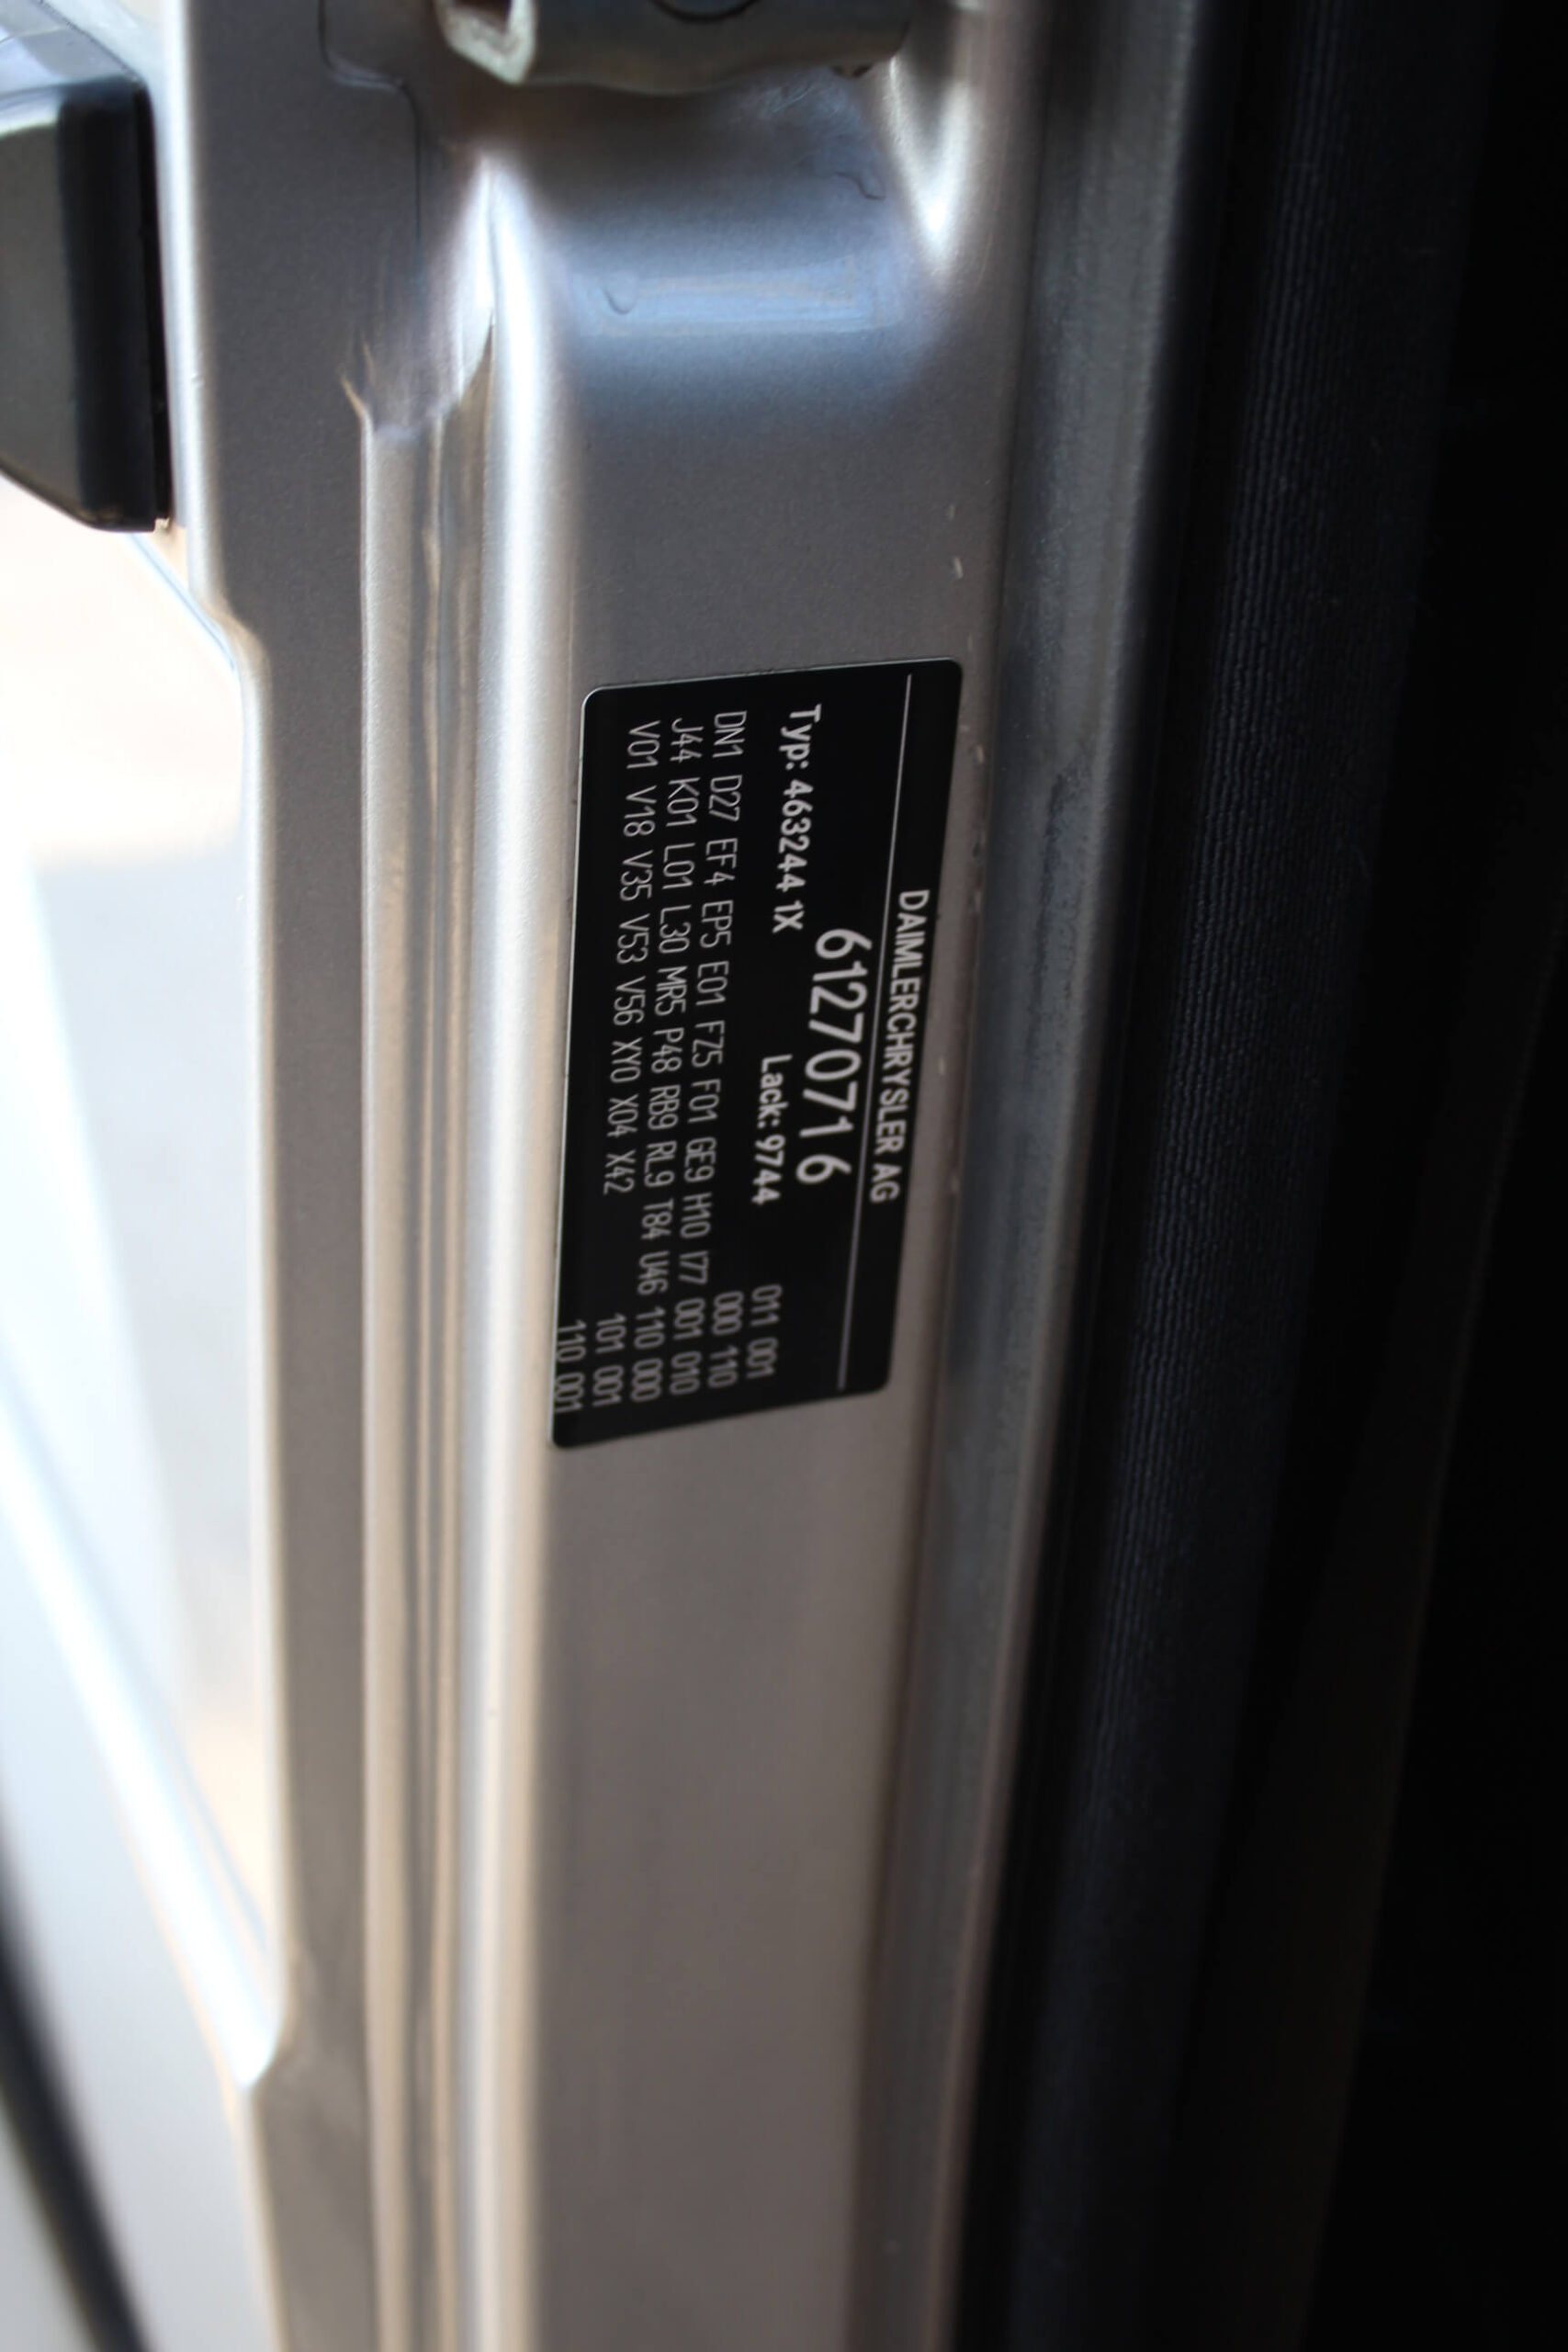 DAIMLERCHRYSLER AG
61270716
Typ: 463244 1X Lack: 9744 011 001
DN1 D27 EF4 EP5 E01 FZ5 F01 GE9 H10 I77 000 110
J44 K01 L01 L30 MR5 P48 RB9 RL9 T84 U46 001 010
V01 V18 V35 V53 V56 XY0 X04 X42 110 000
101 001
110 001